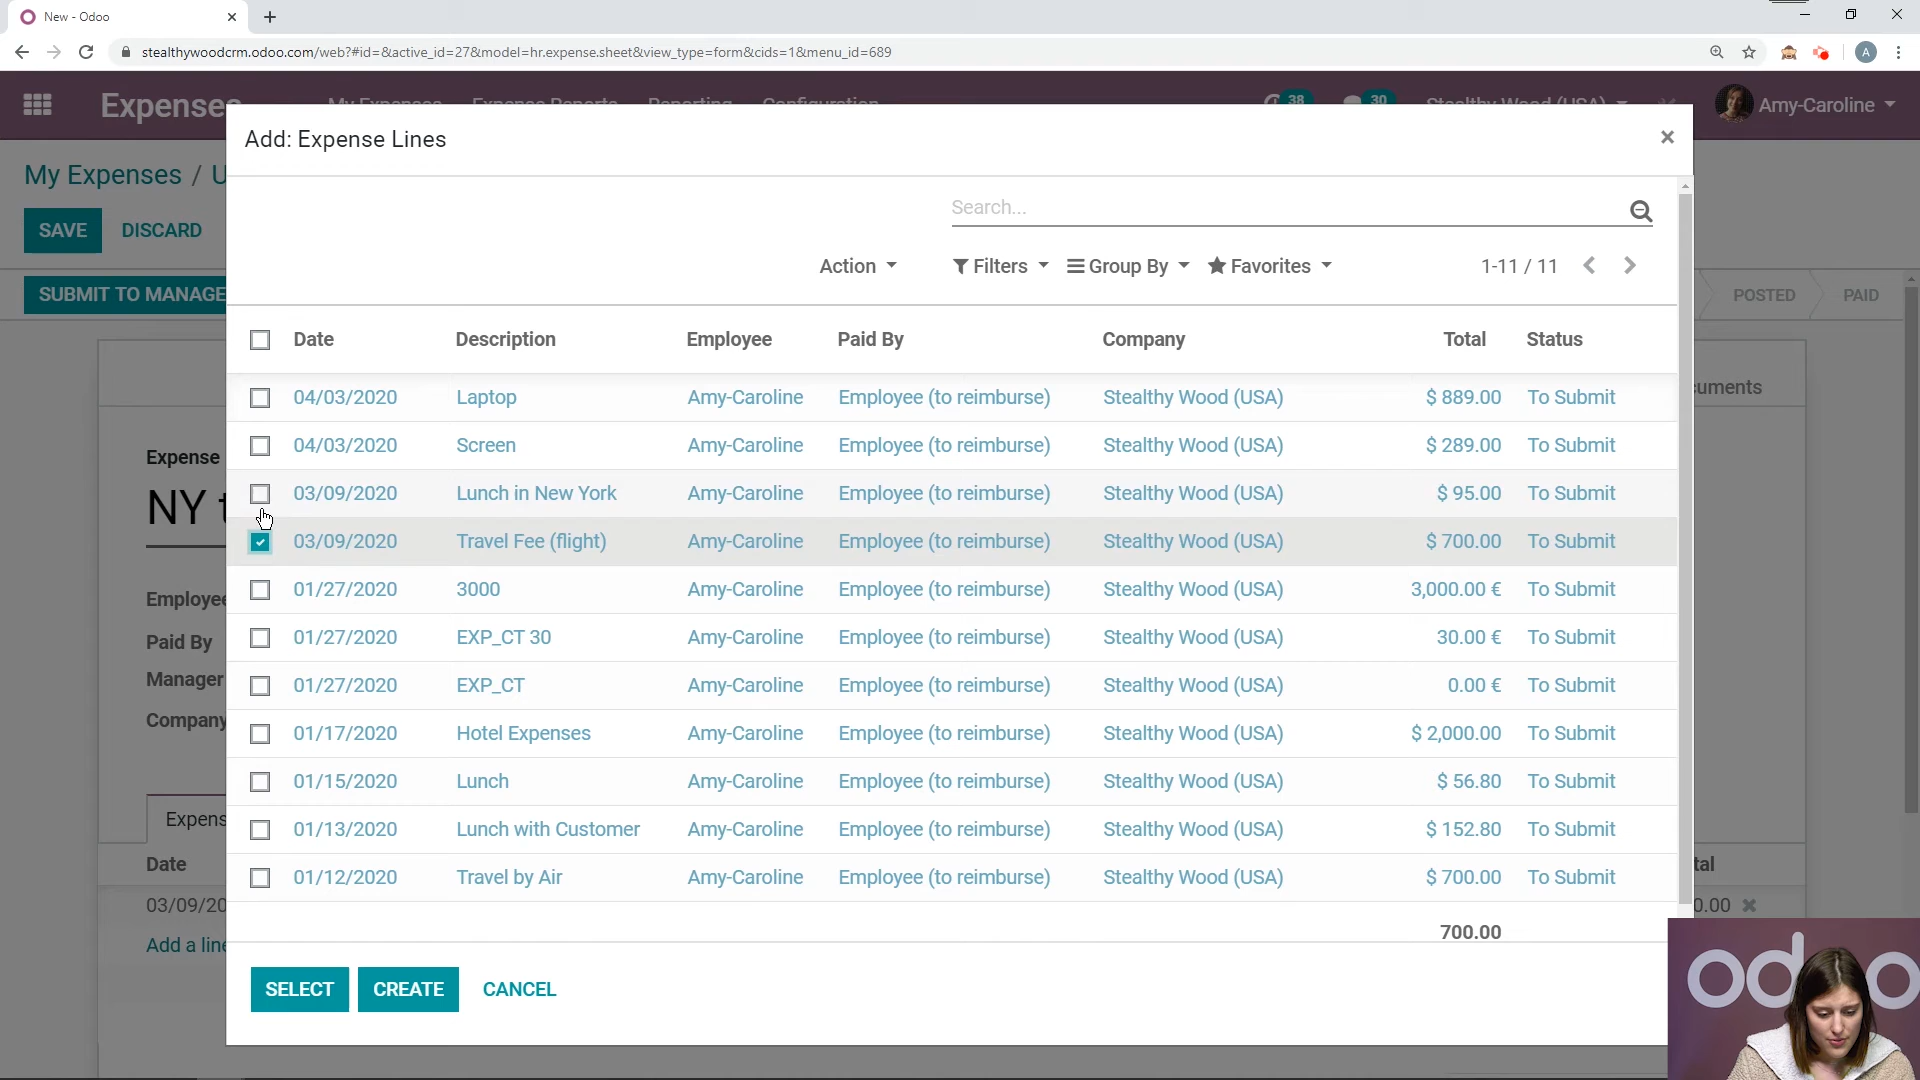 New - Odoo
stealthywoodcrm.odoo.com/web?#id=&active_id=27&model=hr.expense.sheet&view_type=form&cids=1&menu_id=689
A
Expenses My Expenses Expense Reports Reporting Configuration 38 30 Stealthy Wood (USA) Amy-Caroline
Add: Expense Lines
My Expenses / U
Search...
SAVE DISCARD
Action Filters Group By Favorites 1-11 / 11
SUBMIT TO MANAGE POSTED PAID
Date Description Employee Paid By Company Total Status
04/03/2020 Laptop Amy-Caroline Employee (to reimburse) Stealthy Wood (USA) $ 889.00 To Submit
uments
04/03/2020 Screen Amy-Caroline Employee (to reimburse) Stealthy Wood (USA) $ 289.00 To Submit
Expense
03/09/2020 Lunch in New York Amy-Caroline Employee (to reimburse) Stealthy Wood (USA) $ 95.00 To Submit
NY t
03/09/2020 Travel Fee (flight) Amy-Caroline Employee (to reimburse) Stealthy Wood (USA) $ 700.00 To Submit
01/27/2020 3000 Amy-Caroline Employee (to reimburse) Stealthy Wood (USA) 3,000.00 € To Submit
Employee
01/27/2020 EXP_CT 30 Amy-Caroline Employee (to reimburse) Stealthy Wood (USA) 30.00 € To Submit
Paid By
Manager
01/27/2020 EXP_CT Amy-Caroline Employee (to reimburse) Stealthy Wood (USA) 0.00 € To Submit
Company
01/17/2020 Hotel Expenses Amy-Caroline Employee (to reimburse) Stealthy Wood (USA) $ 2,000.00 To Submit
01/15/2020 Lunch Amy-Caroline Employee (to reimburse) Stealthy Wood (USA) $ 56.80 To Submit
Expens
01/13/2020 Lunch with Customer Amy-Caroline Employee (to reimburse) Stealthy Wood (USA) $ 152.80 To Submit
Date tal
01/12/2020 Travel by Air Amy-Caroline Employee (to reimburse) Stealthy Wood (USA) $ 700.00 To Submit
03/09/20 0.00
700.00
Add a line
SELECT CREATE CANCEL
odoo